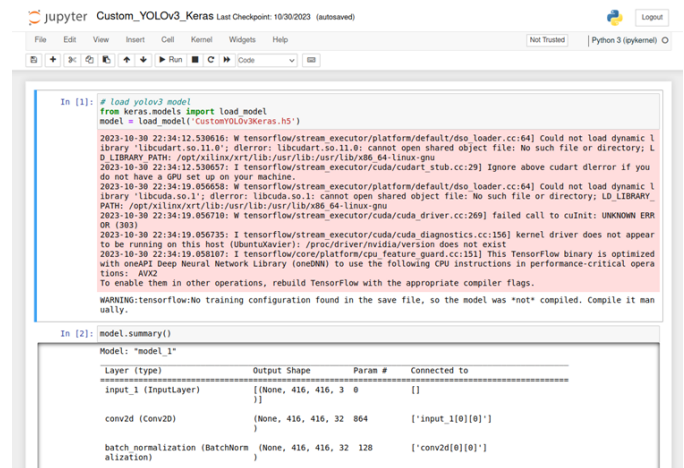 jupyter Custom_YOLOv3_Keras Last Checkpoint: 10/30/2023 (autosaved)
Logout
File Edit View Insert Cell Kernel Widgets Help
Not Trusted
Python 3 (ipykernel)
Run
Code
In [1]: # load yolov3 model
from keras.models import load_model
model = load_model('CustomYOLOv3Keras.h5')
2023-10-30 22:34:12.530616: W tensorflow/stream_executor/platform/default/dso_loader.cc:64] Could not load dynamic l
ibrary 'libcudart.so.11.0'; dlerror: libcudart.so.11.0: cannot open shared object file: No such file or directory; L
D_LIBRARY_PATH: /opt/xilinx/xrt/lib:/usr/lib:/usr/lib/x86_64-linux-gnu
2023-10-30 22:34:12.530657: I tensorflow/stream_executor/cuda/cudart_stub.cc:29] Ignore above cudart dlerror if you
do not have a GPU set up on your machine.
2023-10-30 22:34:19.056658: W tensorflow/stream_executor/platform/default/dso_loader.cc:64] Could not load dynamic l
ibrary 'libcuda.so.1'; dlerror: libcuda.so.1: cannot open shared object file: No such file or directory; LD_LIBRARY_
PATH: /opt/xilinx/xrt/lib:/usr/lib:/usr/lib/x86_64-linux-gnu
2023-10-30 22:34:19.056710: W tensorflow/stream_executor/cuda/cuda_driver.cc:269] failed call to cuInit: UNKNOWN ERR
OR (303)
2023-10-30 22:34:19.056735: I tensorflow/stream_executor/cuda/cuda_diagnostics.cc:156] kernel driver does not appear
to be running on this host (UbuntuXavier): /proc/driver/nvidia/version does not exist
2023-10-30 22:34:19.058107: I tensorflow/core/platform/cpu_feature_guard.cc:151] This TensorFlow binary is optimized
with oneAPI Deep Neural Network Library (oneDNN) to use the following CPU instructions in performance-critical opera
tions: AVX2
To enable them in other operations, rebuild TensorFlow with the appropriate compiler flags.
WARNING:tensorflow:No training configuration found in the save file, so the model was *not* compiled. Compile it man
ually.
In [2]: model.summary()
Model: "model_1"
Layer (type) Output Shape Param # Connected to
input_1 (InputLayer) [(None, 416, 416, 3 0 []
)]
conv2d (Conv2D) (None, 416, 416, 32 864 ['input_1[0][0]']
)
batch_normalization (BatchNorm (None, 416, 416, 32 128 ['conv2d[0][0]']
alization) )